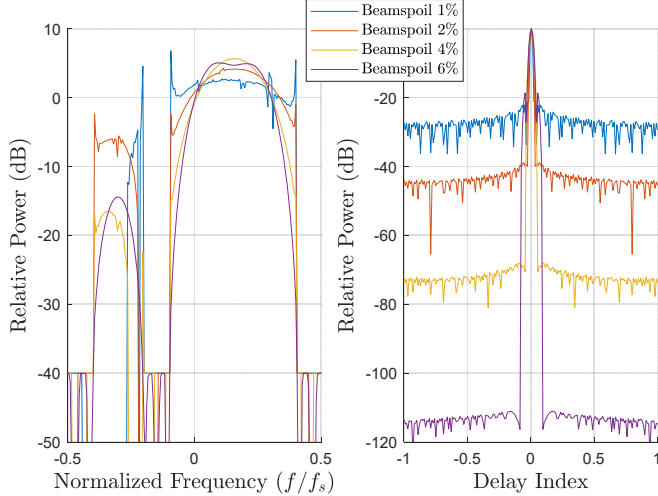 Beamspoil 1%
Beamspoil 2%
Beamspoil 4%
Beamspoil 6%
Relative Power (dB)
10
0
-10
-20
-30
-40
-50
-0.5
0
0.5
Normalized Frequency (f/fs)
Relative Power (dB)
-20
-40
-60
-80
-100
-120
-1
-0.5
0
0.5
1
Delay Index